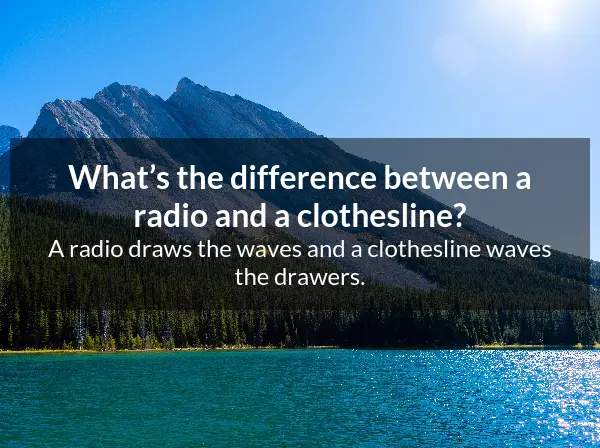 What’s the difference between a
radio and a clothesline?
A radio draws the waves and a clothesline waves
the drawers.